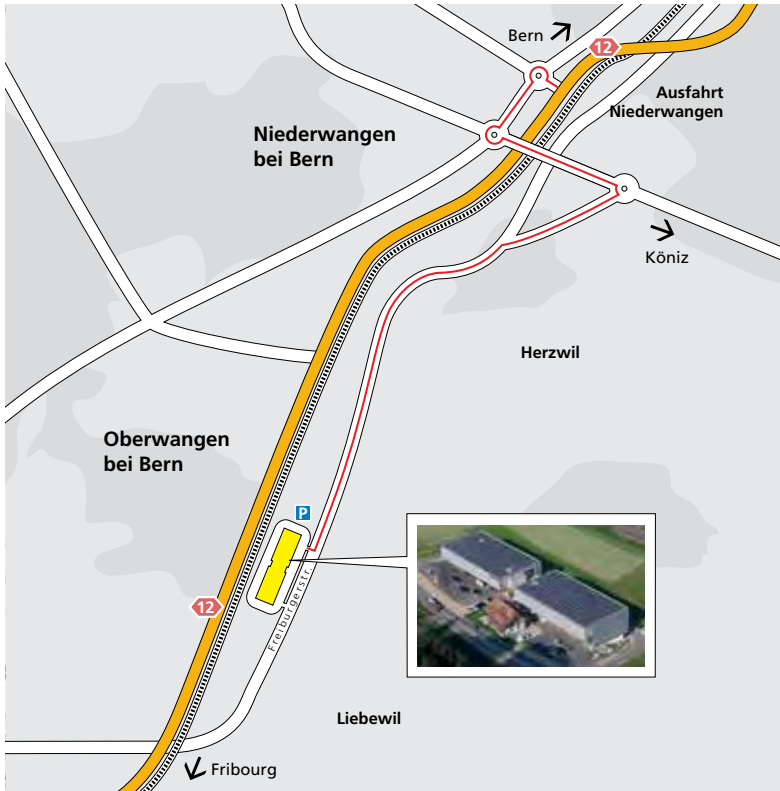 Bern
12
Ausfahrt
Niederwangen
Niederwangen
bei Bern
Köniz
Herzwil
Oberwangen
bei Bern
P
Freiburgerstr.
12
Liebewil
Fribourg